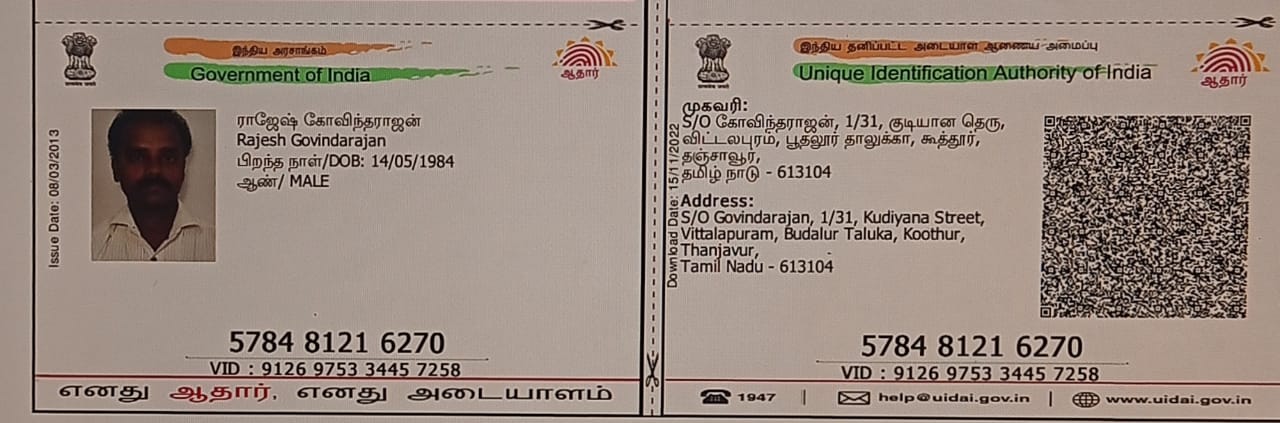 இந்திய அரசாங்கம்
Government of India
ஆதார்
Issue Date: 08/03/2013
ராஜேஷ் கோவிந்தராஜன்
Rajesh Govindarajan
பிறந்த நாள்/DOB: 14/05/1984
ஆண்/ MALE
5784 8121 6270
VID : 9126 9753 3445 7258
எனது ஆதார், எனது அடையாளம்
இந்திய தனிப்பட்ட அடையாள ஆணைய அமைப்பு
Unique Identification Authority of India
ஆதார்
Download Date: 15/11/2022
முகவரி:
S/O கோவிந்தராஜன், 1/31, குடியான தெரு,
விட்டலபுரம், பூதலூர் தாலுக்கா, கூத்தூர்,
தஞ்சாவூர்,
தமிழ் நாடு - 613104
Address:
S/O Govindarajan, 1/31, Kudiyana Street,
Vittalapuram, Budalur Taluka, Koothur,
Thanjavur,
Tamil Nadu - 613104
5784 8121 6270
VID : 9126 9753 3445 7258
1947 | help@uidai.gov.in | www.uidai.gov.in